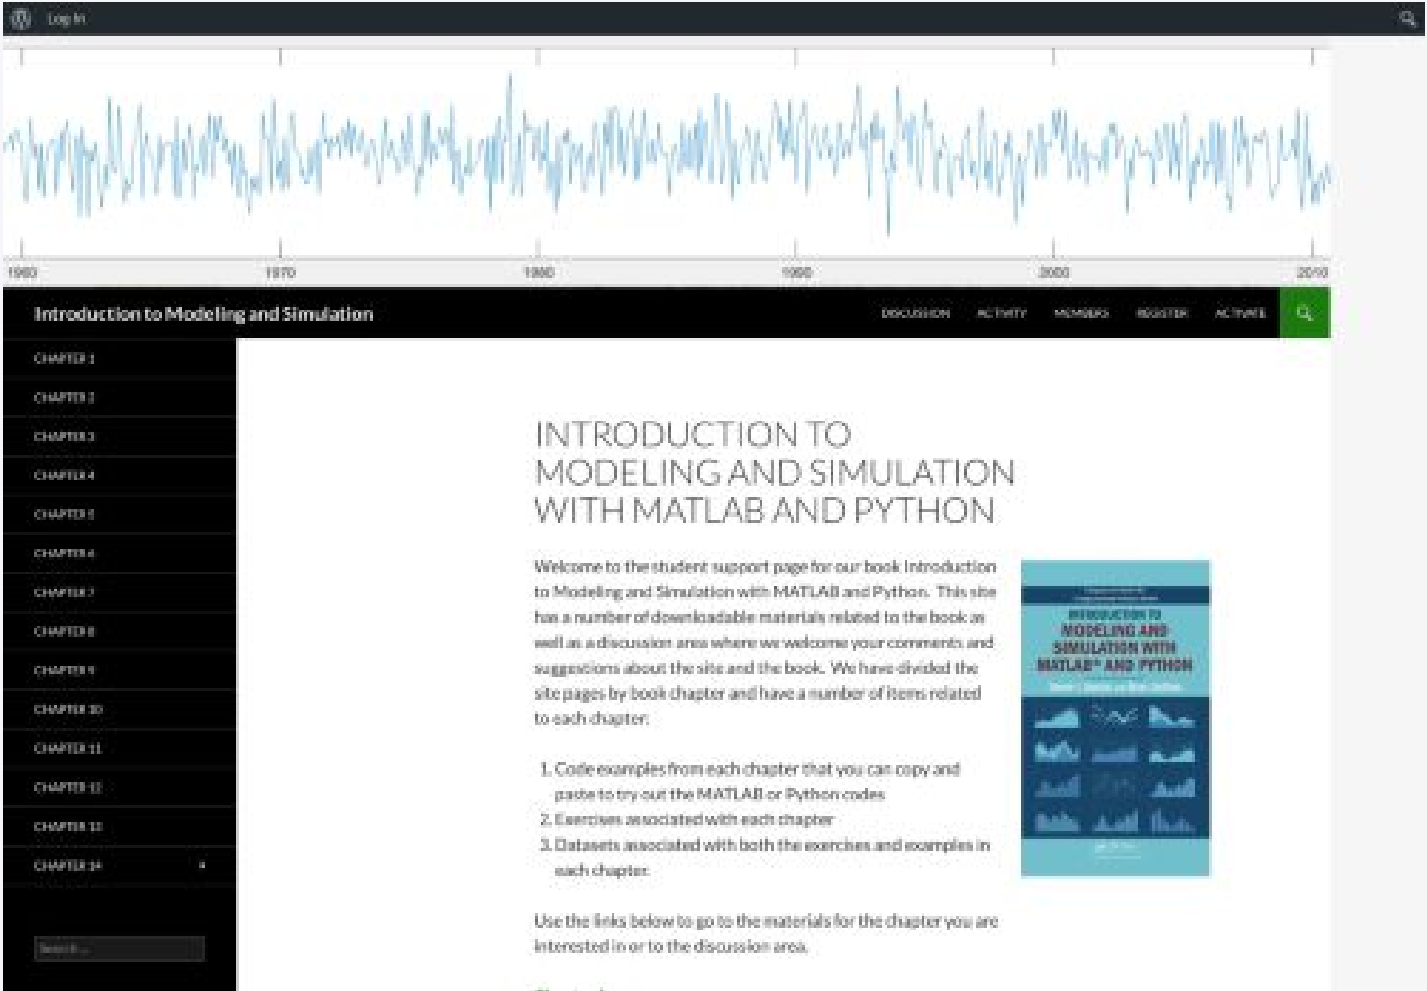 Log In
1960 1970 1980 1990 2000 2010
Introduction to Modeling and Simulation
DISCUSSION ACTIVITY MEMBERS REGISTER ACTIVATE
CHAPTER 1
CHAPTER 2
CHAPTER 3
CHAPTER 4
CHAPTER 5
CHAPTER 6
CHAPTER 7
CHAPTER 8
CHAPTER 9
CHAPTER 10
CHAPTER 11
CHAPTER 12
CHAPTER 13
CHAPTER 14
Search ...
INTRODUCTION TO
MODELING AND SIMULATION
WITH MATLAB AND PYTHON
Welcome to the student support page for our book Introduction
to Modeling and Simulation with MATLAB and Python. This site
has a number of downloadable materials related to the book as
well as a discussion area where we welcome your comments and
suggestions about the site and the book. We have divided the
site pages by book chapter and have a number of items related
to each chapter:
1. Code examples from each chapter that you can copy and
paste to try out the MATLAB or Python codes
2. Exercises associated with each chapter
3. Datasets associated with both the exercises and examples in
each chapter.
Use the links below to go to the materials for the chapter you are
interested in or to the discussion area.
INTRODUCTION TO
MODELING AND
SIMULATION WITH
MATLAB® AND PYTHON